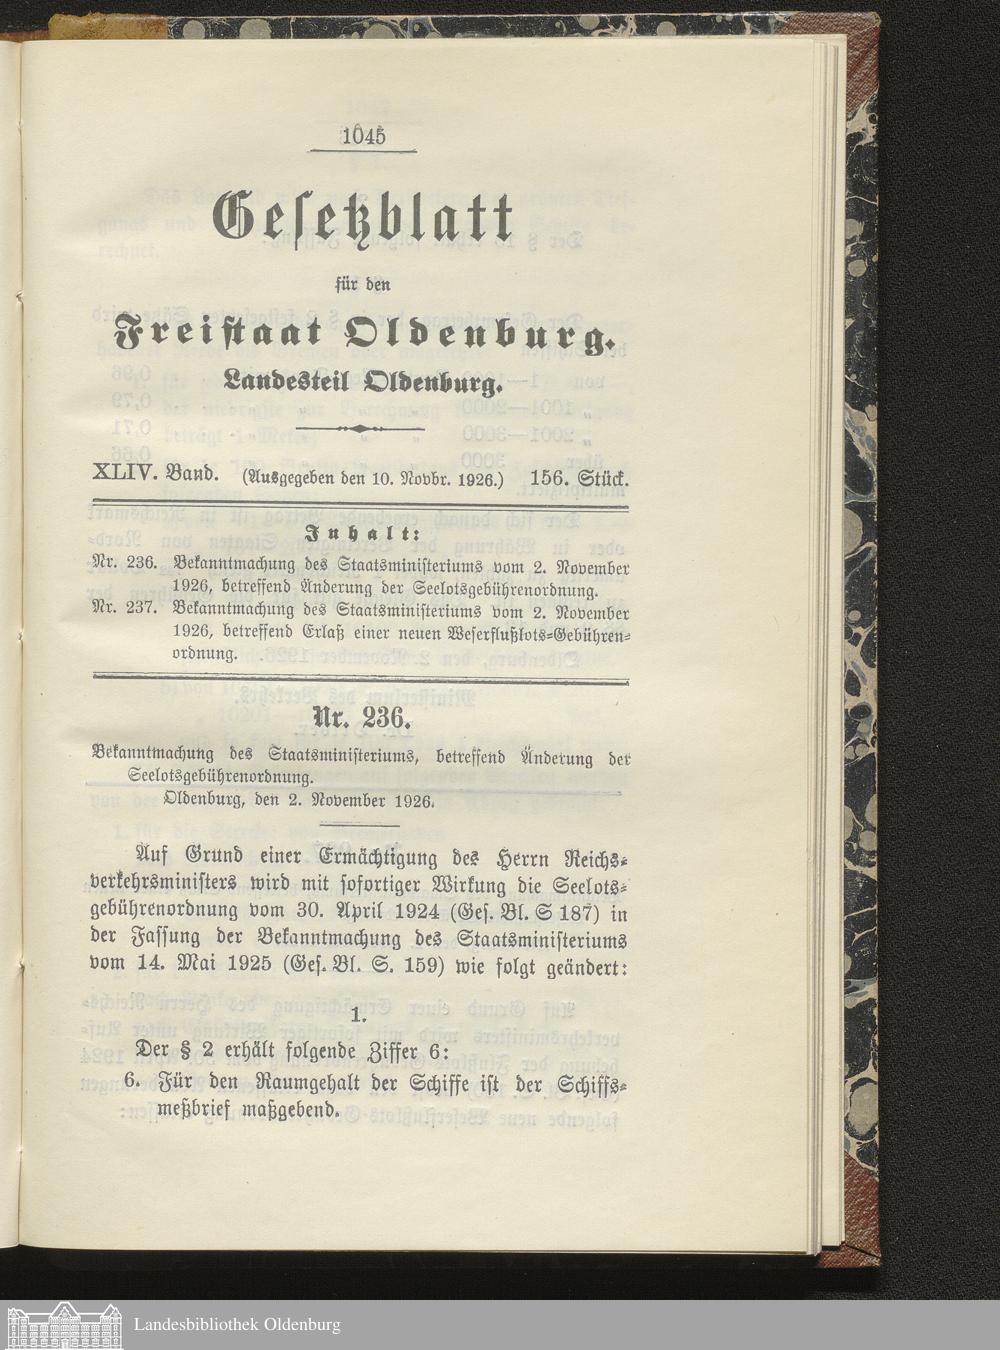 1045
Gesetzblatt
für den
Freistaat Oldenburg.
Landesteil Oldenburg.
XLIV. Band. (Ausgegeben den 10. Novbr. 1926.) 156. Stück.
Inhalt:
Nr. 236. Bekanntmachung des Staatsministeriums vom 2. November
1926, betreffend Änderung der Seelotsgebührenordnung.
Nr. 237. Bekanntmachung des Staatsministeriums vom 2. November
1926, betreffend Erlaß einer neuen Weserflußlots-Gebühren-
ordnung.
Nr. 236.
Bekanntmachung des Staatsministeriums, betreffend Änderung der
Seelotsgebührenordnung.
Oldenburg, den 2. November 1926.
Auf Grund einer Ermächtigung des Herrn Reichs-
verkehrsministers wird mit sofortiger Wirkung die Seelots-
gebührenordnung vom 30. April 1924 (Ges. Bl. S 187) in
der Fassung der Bekanntmachung des Staatsministeriums
vom 14. Mai 1925 (Ges. Bl. S. 159) wie folgt geändert:
1.
Der § 2 erhält folgende Ziffer 6:
6. Für den Raumgehalt der Schiffe ist der Schiffs-
meßbrief maßgebend.
Landesbibliothek Oldenburg